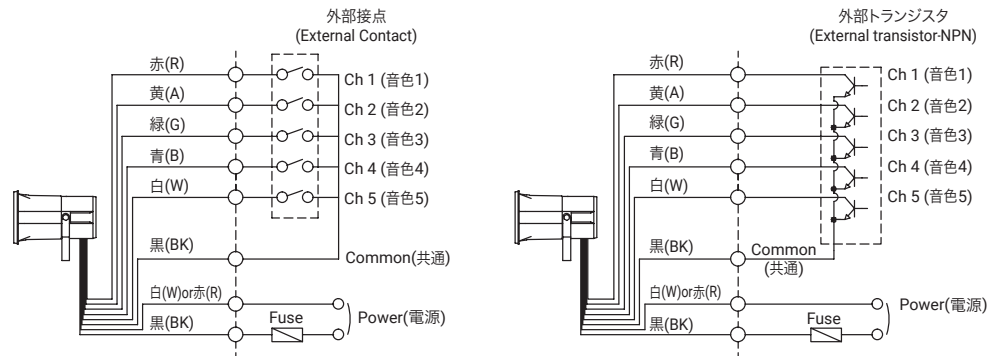 外部接点
(External Contact)
赤(R)
Ch 1 (音色1)
黄(A)
Ch 2 (音色2)
緑(G)
Ch 3 (音色3)
青(B)
Ch 4 (音色4)
白(W)
Ch 5 (音色5)
黒(BK)
Common(共通)
白(W)or赤(R)
Power(電源)
黒(BK)
Fuse
外部トランジスタ
(External transistor-NPN)
赤(R)
Ch 1 (音色1)
黄(A)
Ch 2 (音色2)
緑(G)
Ch 3 (音色3)
青(B)
Ch 4 (音色4)
白(W)
Ch 5 (音色5)
黒(BK)
Common
(共通)
白(W)or赤(R)
Power(電源)
黒(BK)
Fuse